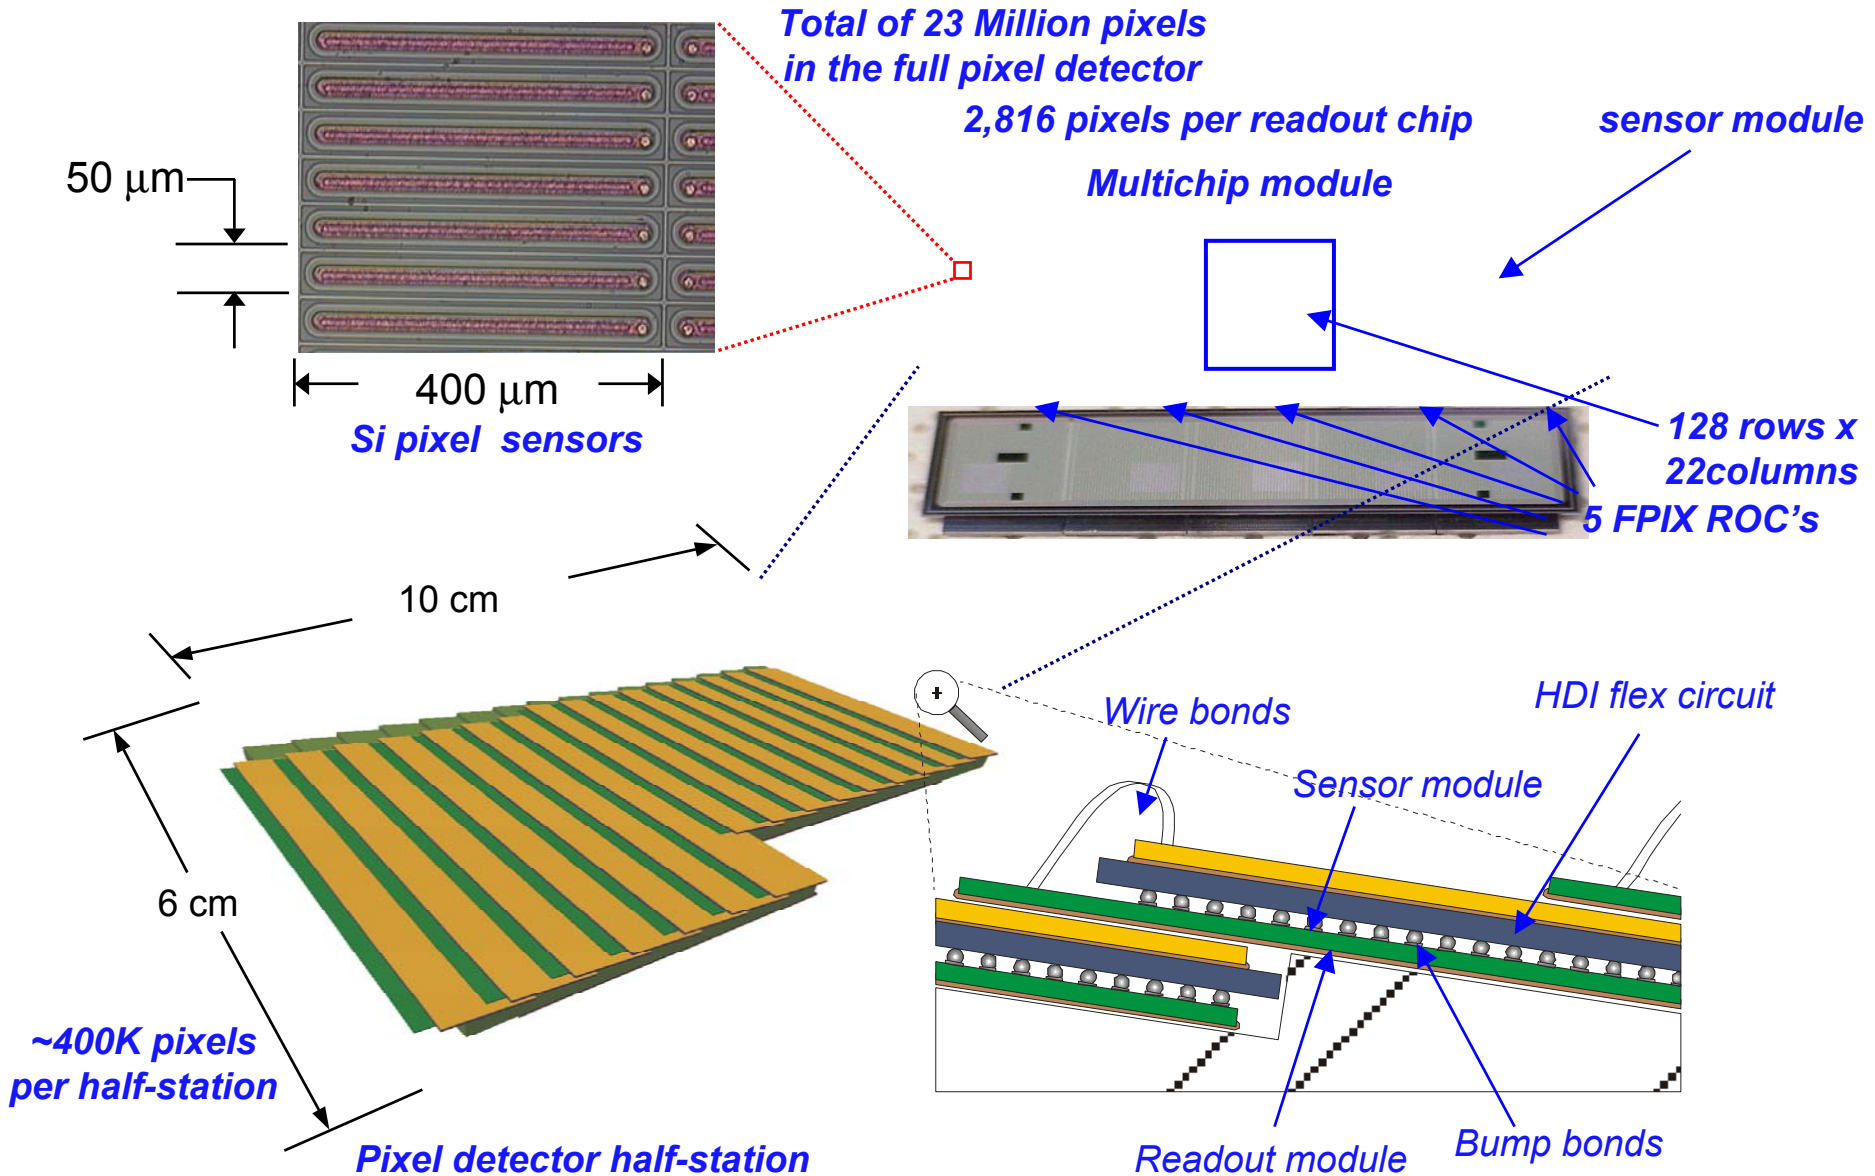 Total of 23 Million pixels
in the full pixel detector
2,816 pixels per readout chip
sensor module
Multichip module
50 μm
400 μm
Si pixel sensors
128 rows x
22columns
5 FPIX ROC's
10 cm
6 cm
~400K pixels
per half-station
Pixel detector half-station
Wire bonds
HDI flex circuit
Sensor module
Readout module
Bump bonds